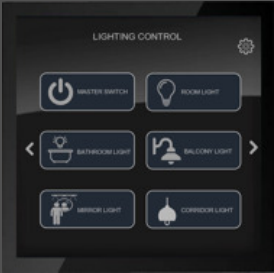 LIGHTING CONTROL
MASTER SWITCH
ROOM LIGHT
BATHROOM LIGHT
BALCONY LIGHT
MIRROR LIGHT
CORRIDOR LIGHT